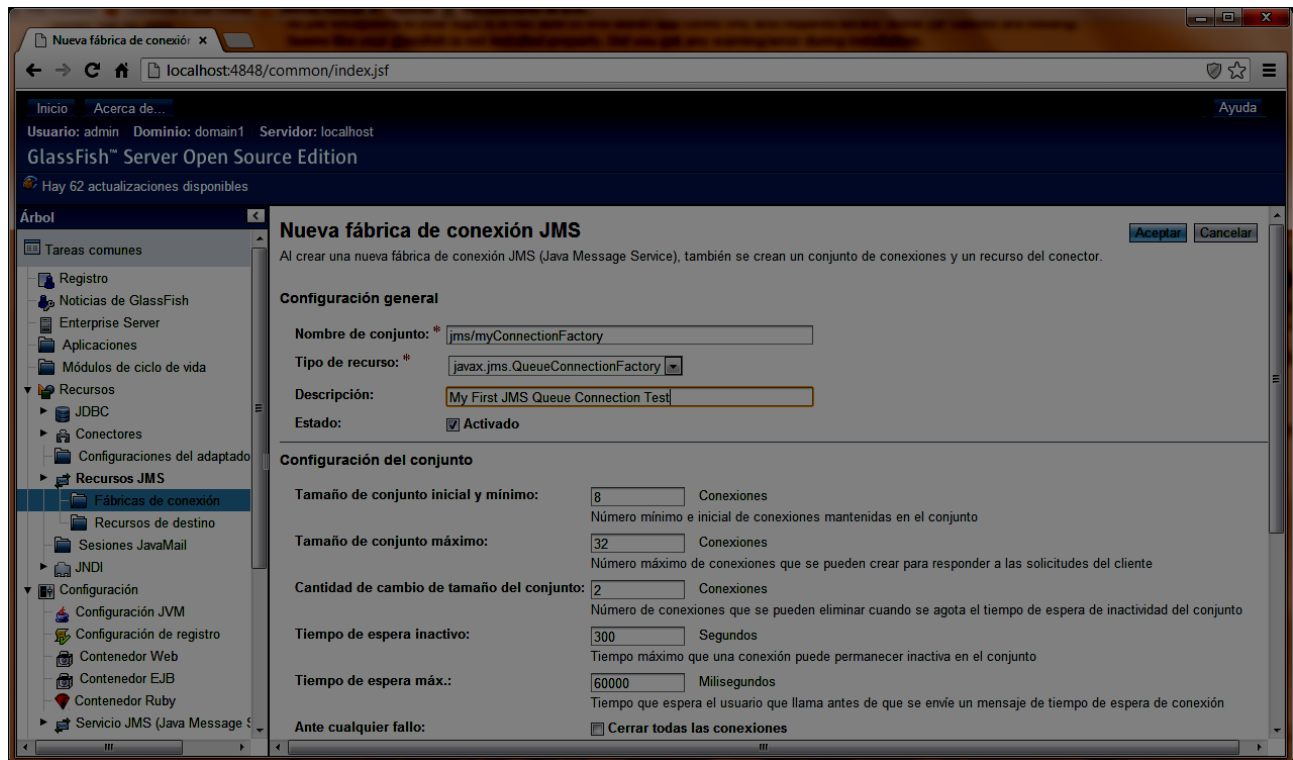 Nueva fábrica de conexiór
localhost:4848/common/index.jsf
Inicio Acerca de... Ayuda
Usuario: admin Dominio: domain1 Servidor: localhost
GlassFish™ Server Open Source Edition
Hay 62 actualizaciones disponibles
Árbol
Tareas comunes
Registro
Noticias de GlassFish
Enterprise Server
Aplicaciones
Módulos de ciclo de vida
Recursos
JDBC
Conectores
Configuraciones del adaptado
Recursos JMS
Fábricas de conexión
Recursos de destino
Sesiones JavaMail
JNDI
Configuración
Configuración JVM
Configuración de registro
Contenedor Web
Contenedor EJB
Contenedor Ruby
Servicio JMS (Java Message S
Nueva fábrica de conexión JMS
Aceptar Cancelar
Al crear una nueva fábrica de conexión JMS (Java Message Service), también se crean un conjunto de conexiones y un recurso del conector.
Configuración general
Nombre de conjunto: * jms/myConnectionFactory
Tipo de recurso: * javax.jms.QueueConnectionFactory
Descripción: My First JMS Queue Connection Test
Estado: Activado
Configuración del conjunto
Tamaño de conjunto inicial y mínimo: 8 Conexiones
Número mínimo e inicial de conexiones mantenidas en el conjunto
Tamaño de conjunto máximo: 32 Conexiones
Número máximo de conexiones que se pueden crear para responder a las solicitudes del cliente
Cantidad de cambio de tamaño del conjunto: 2 Conexiones
Número de conexiones que se pueden eliminar cuando se agota el tiempo de espera de inactividad del conjunto
Tiempo de espera inactivo: 300 Segundos
Tiempo máximo que una conexión puede permanecer inactiva en el conjunto
Tiempo de espera máx.: 60000 Milisegundos
Tiempo que espera el usuario que llama antes de que se envíe un mensaje de tiempo de espera de conexión
Ante cualquier fallo: Cerrar todas las conexiones